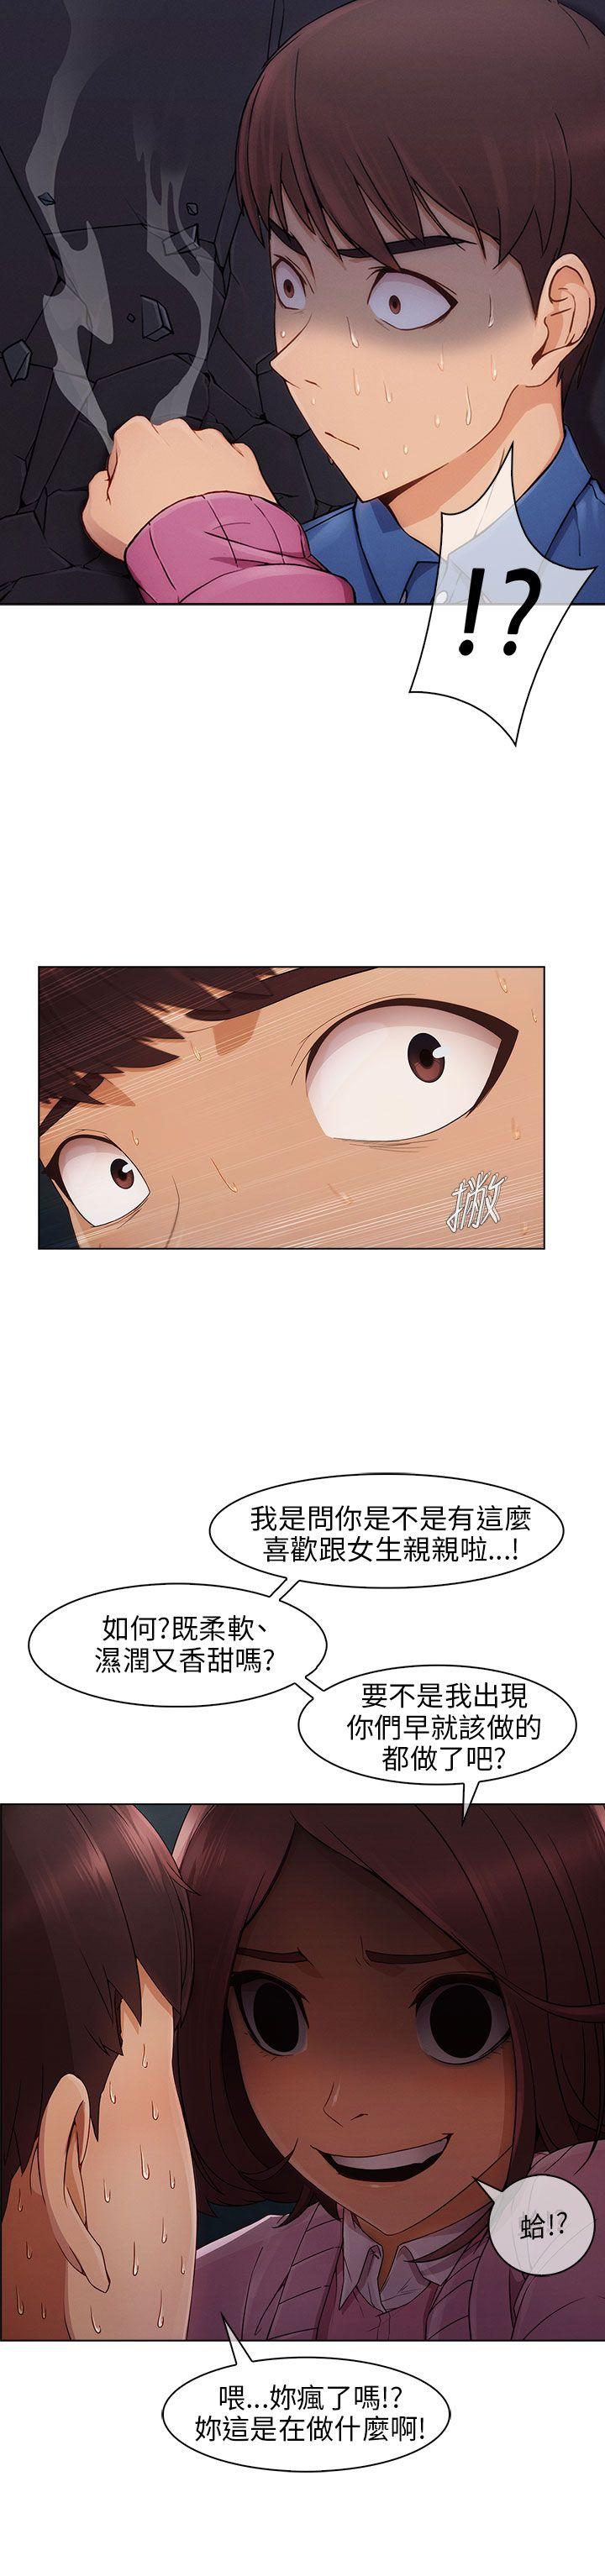 !?
撇
我是問你是不是有這麼
喜歡跟女生親親啦...!
如何?既柔軟、
濕潤又香甜嗎?
要不是我出現
你們早就該做的
都做了吧?
蛤!?
喂...妳瘋了嗎!?
妳這是在做什麼啊!